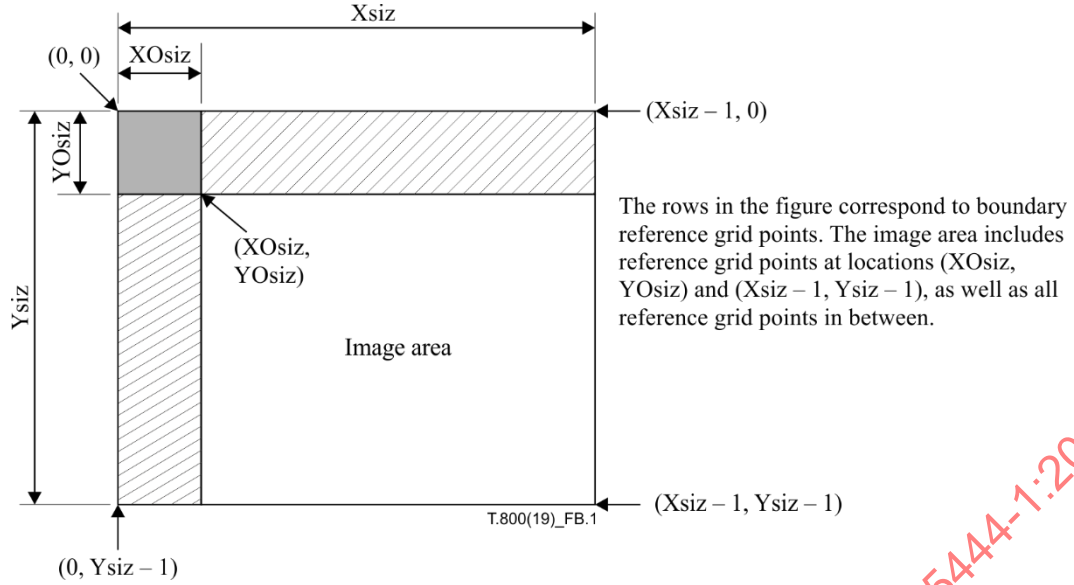 Xsiz
(0, 0)
XOsiz
(Xsiz – 1, 0)
YOsiz
The rows in the figure correspond to boundary
reference grid points. The image area includes
reference grid points at locations (XOsiz,
YOsiz) and (Xsiz – 1, Ysiz – 1), as well as all
reference grid points in between.
(XOsiz,
YOsiz)
Ysiz
Image area
(Xsiz – 1, Ysiz – 1)
T.800(19)_FB.1
(0, Ysiz – 1)
5444-1:20